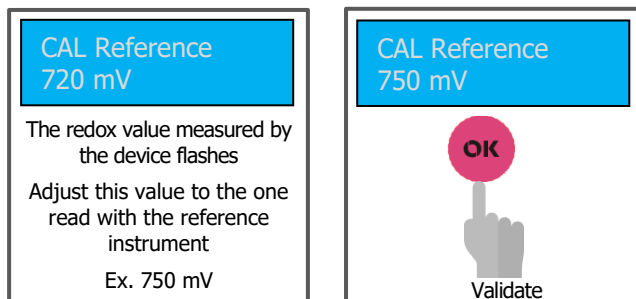 CAL Reference
720 mV
The redox value measured by
the device flashes
Adjust this value to the one
read with the reference
instrument
Ex. 750 mV
CAL Reference
750 mV
OK
Validate